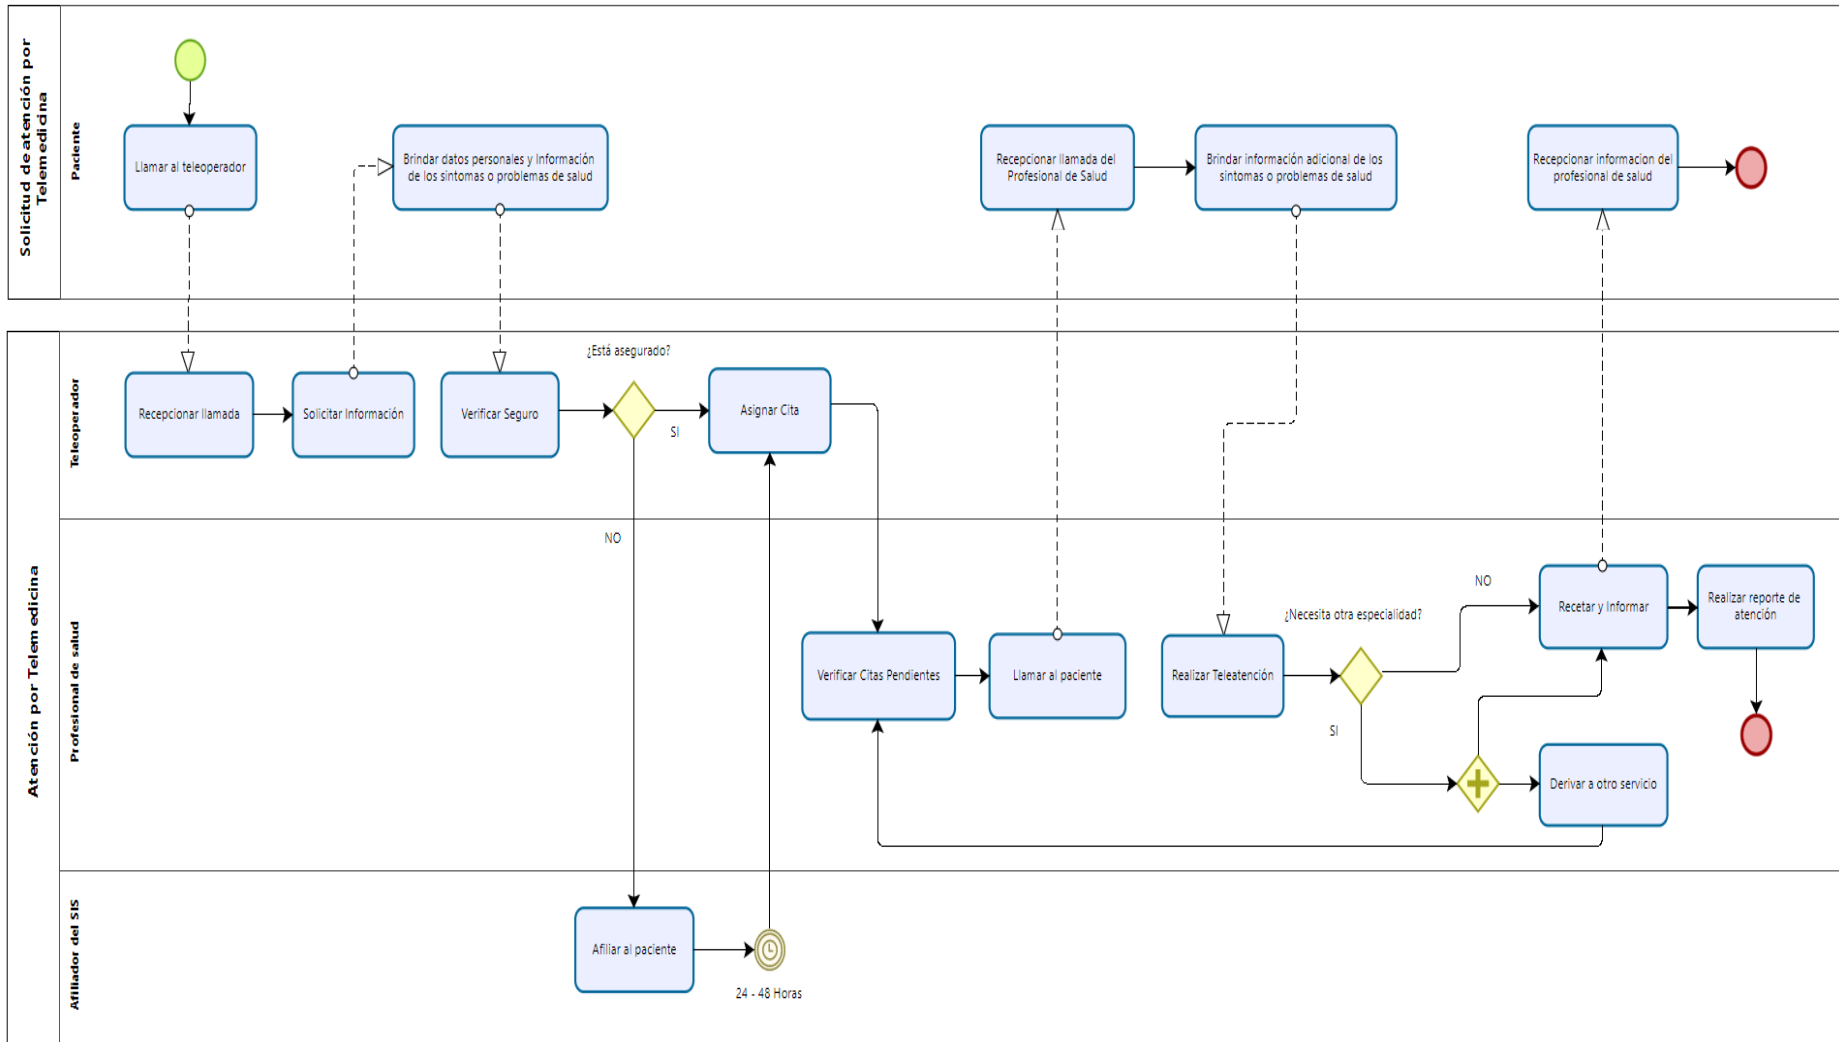 Solicitud de atención por
Telemedicina
Paciente
Llamar al teleoperador
Brindar datos personales y Información
de los sintomas o problemas de salud
Recepcionar llamada del
Profesional de Salud
Brindar información adicional de los
sintomas o problemas de salud
Recepcionar informacion del
profesional de salud
Atención por Telemedicina
Teleoperador
Recepcionar llamada
Solicitar Información
Verificar Seguro
¿Está asegurado?
SI
Asignar Cita
NO
Profesional de salud
Verificar Citas Pendientes
Llamar al paciente
Realizar Teleatención
¿Necesita otra especialidad?
NO
SI
Recetar y Informar
Realizar reporte de
atención
Derivar a otro servicio
Afiliador del SIS
Afiliar al paciente
24 - 48 Horas